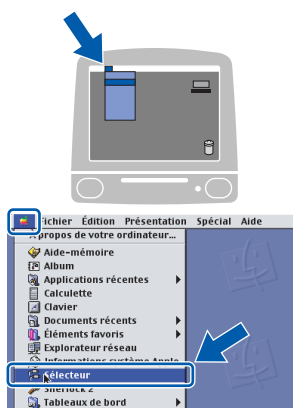 Fichier Édition Présentation Spécial Aide
A propos de votre ordinateur...
Aide-mémoire
Album
Applications récentes
Calculette
Clavier
Documents récents
Éléments favoris
Explorateur réseau
Informations système Apple
Sélecteur
Sherlock 2
Tableaux de bord